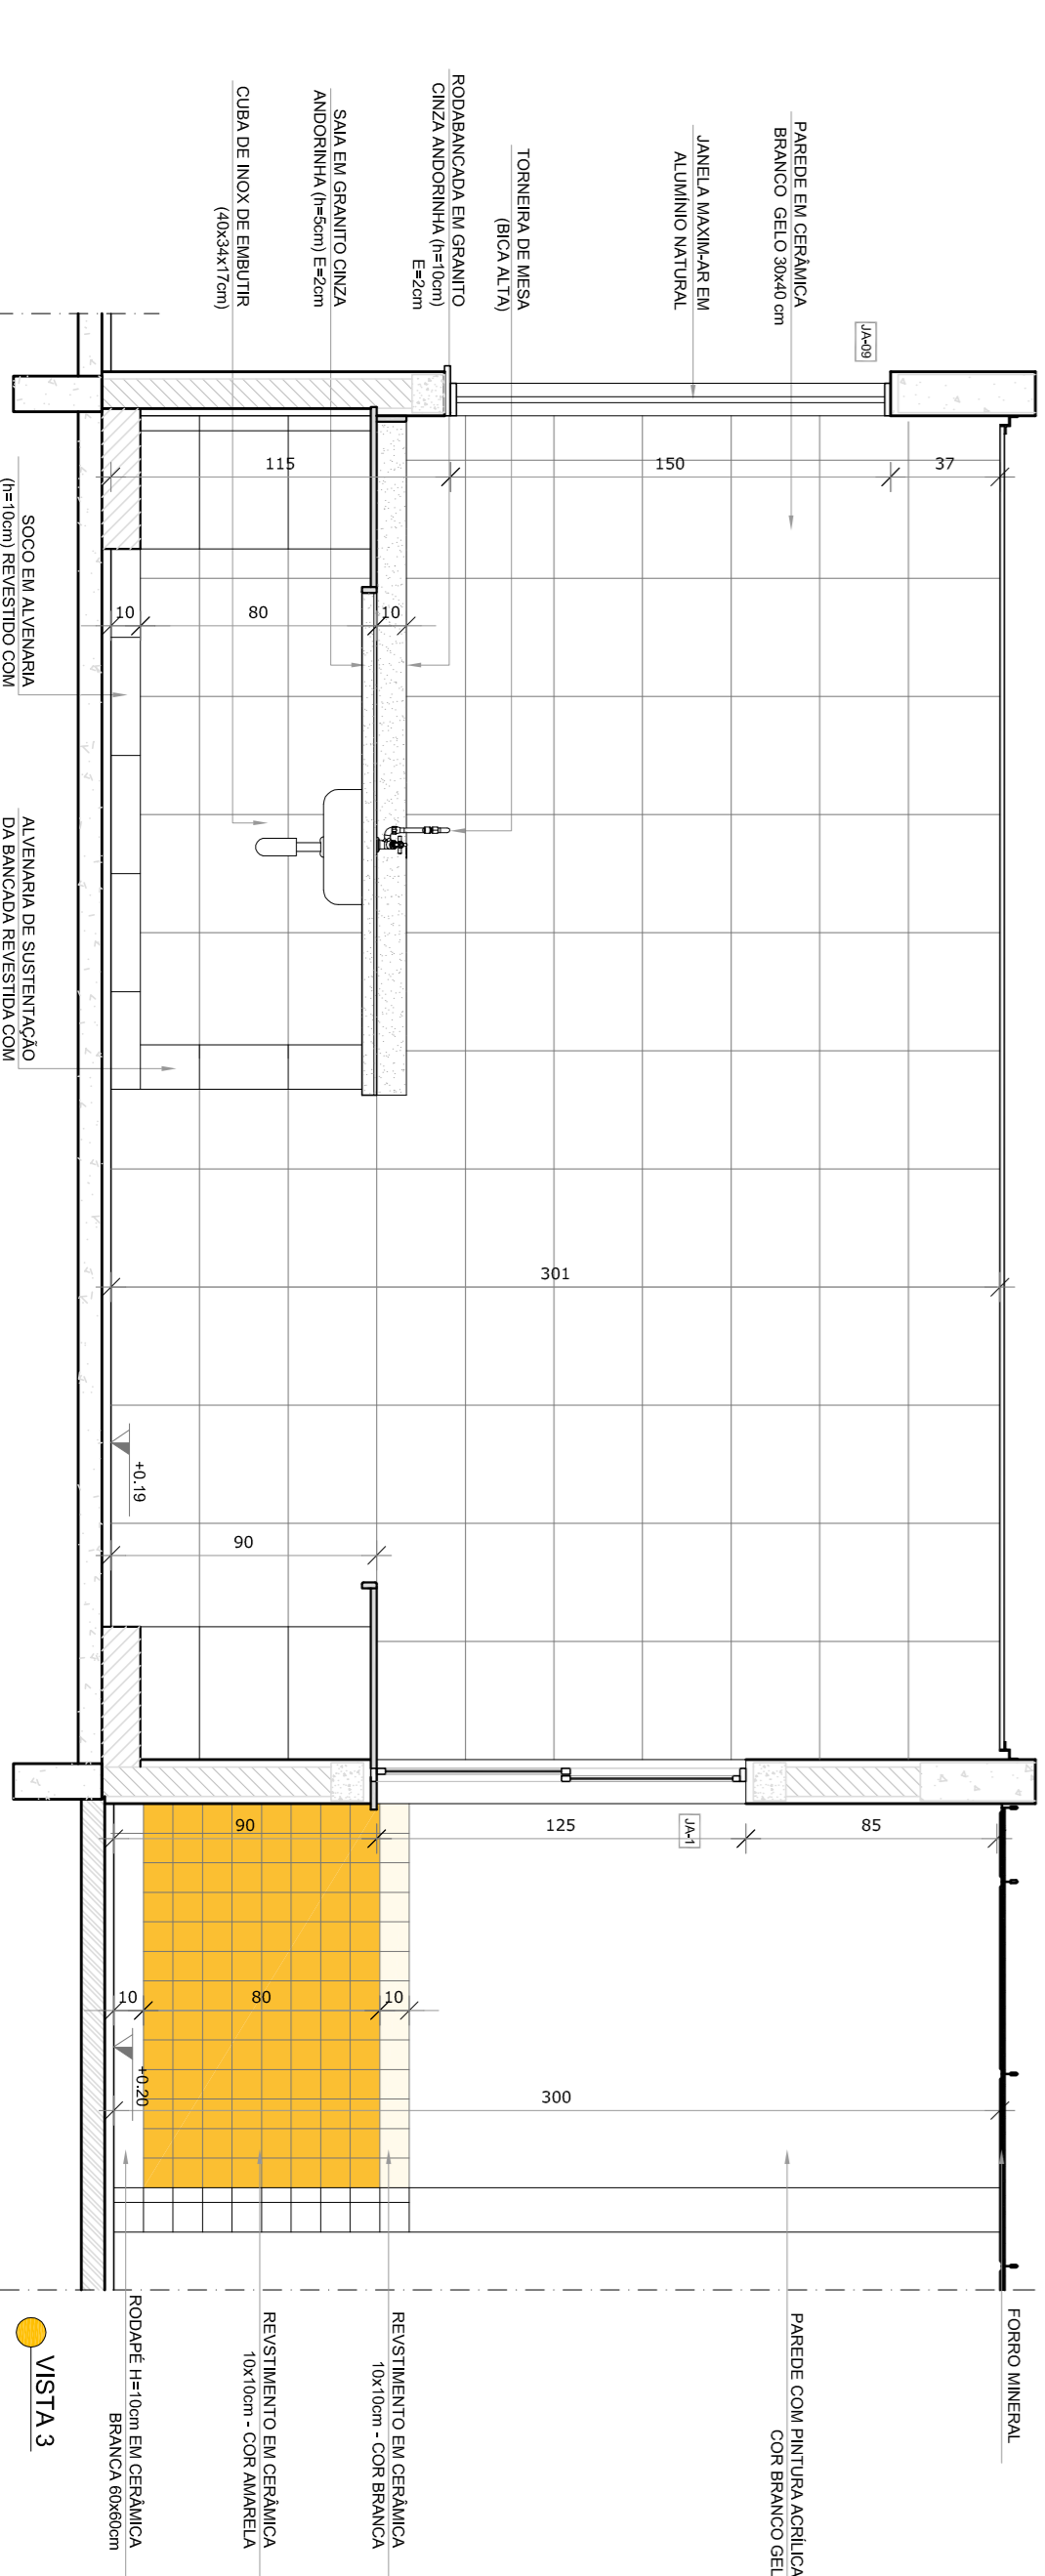 PAREDE EM CERÂMICA
BRANCO GELO 30x40 cm
JANELA MAXIM-AR EM
ALUMÍNIO NATURAL
TORNEIRA DE MESA
(BICA ALTA)
RODABANCADA EM GRANITO
CINZA ANDORINHA (h=10cm)
E=2cm
SAIA EM GRANITO CINZA
ANDORINHA (h=5cm) E=2cm
CUBA DE INOX DE EMBUTIR
(40x34x17cm)
JA-09
37
150
115
10
80
10
301
+0.19
90
JA-1
85
125
90
10
80
10
+0.20
300
SOCO EM ALVENARIA
(h=10cm) REVESTIDO COM
ALVENARIA DE SUSTENTAÇÃO
DA BANCADA REVESTIDA COM
FORRO MINERAL
PAREDE COM PINTURA ACRÍLICA
COR BRANCO GEL
REVSTIMENTO EM CERÂMICA
10x10cm - COR BRANCA
REVSTIMENTO EM CERÂMICA
10x10cm - COR AMARELA
RODAPÉ H=10cm EM CERÂMICA
BRANCA 60x60cm
VISTA 3